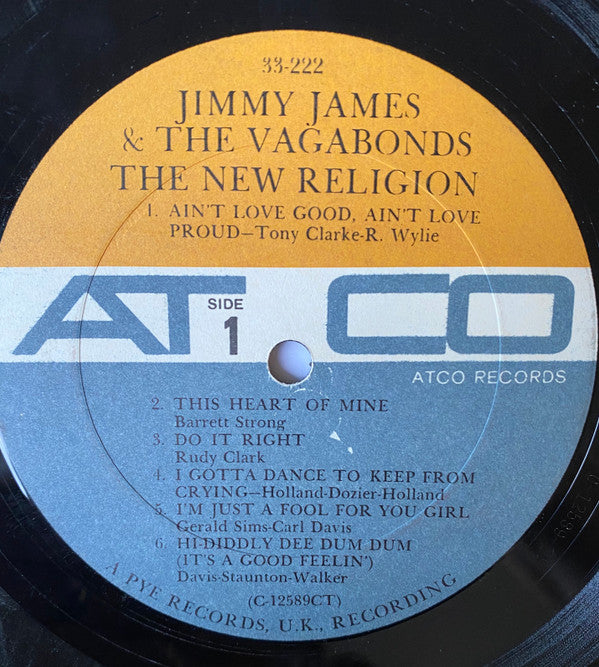 33-222
JIMMY JAMES
& THE VAGABONDS
THE NEW RELIGION
1. AIN'T LOVE GOOD, AIN'T LOVE
PROUD—Tony Clarke-R. Wylie
ATCO
SIDE
1
ATCO RECORDS
2. THIS HEART OF MINE
Barrett Strong
3. DO IT RIGHT
Rudy Clark
4. I GOTTA DANCE TO KEEP FROM
CRYING—Holland-Dozier-Holland
5. I'M JUST A FOOL FOR YOU GIRL
Gerald Sims-Carl Davis
6. HI-DIDDLY DEE DUM DUM
(IT'S A GOOD FEELIN')
Davis-Staunton-Walker
(C-12589CT)
A PYE RECORDS, U.K., RECORDING